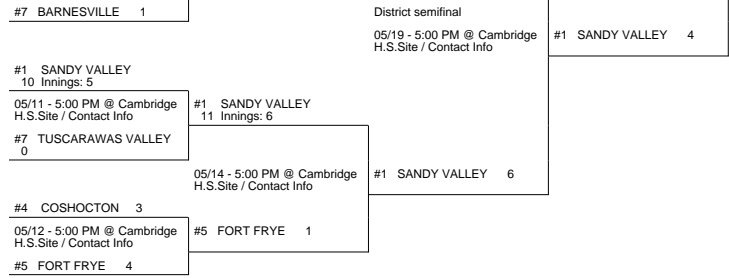 #7 BARNESVILLE 1
District semifinal
05/19 - 5:00 PM @ Cambridge
H.S.Site / Contact Info
#1 SANDY VALLEY 4
#1 SANDY VALLEY
10 Innings: 5
05/11 - 5:00 PM @ Cambridge
H.S.Site / Contact Info
#1 SANDY VALLEY
11 Innings: 6
#7 TUSCARAWAS VALLEY
0
05/14 - 5:00 PM @ Cambridge
H.S.Site / Contact Info
#1 SANDY VALLEY 6
#4 COSHOCTON 3
05/12 - 5:00 PM @ Cambridge
H.S.Site / Contact Info
#5 FORT FRYE 1
#5 FORT FRYE 4